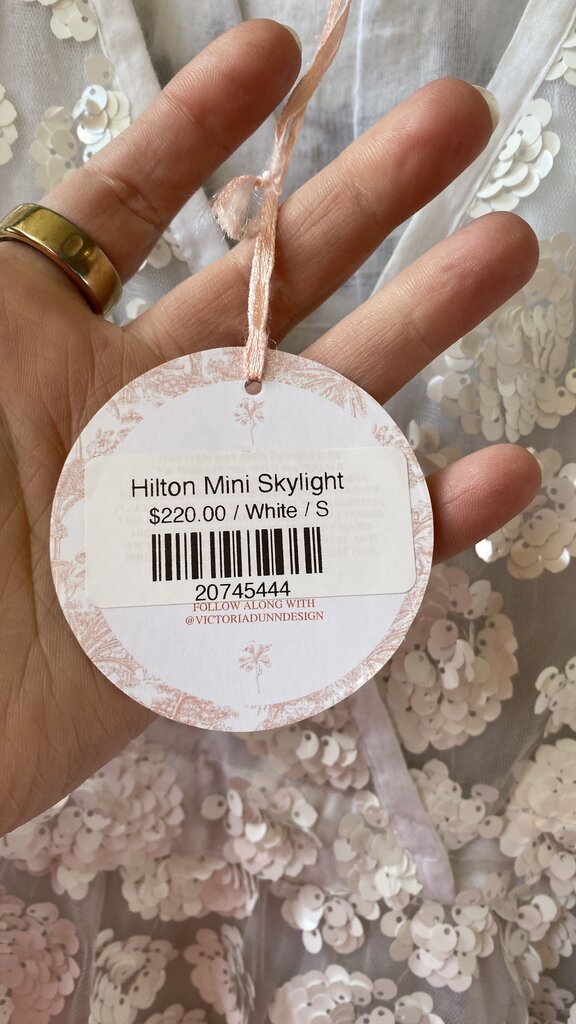 Hilton Mini Skylight
$220.00 / White / S
20745444
FOLLOW ALONG WITH
@VICTORIADUNNDESIGN